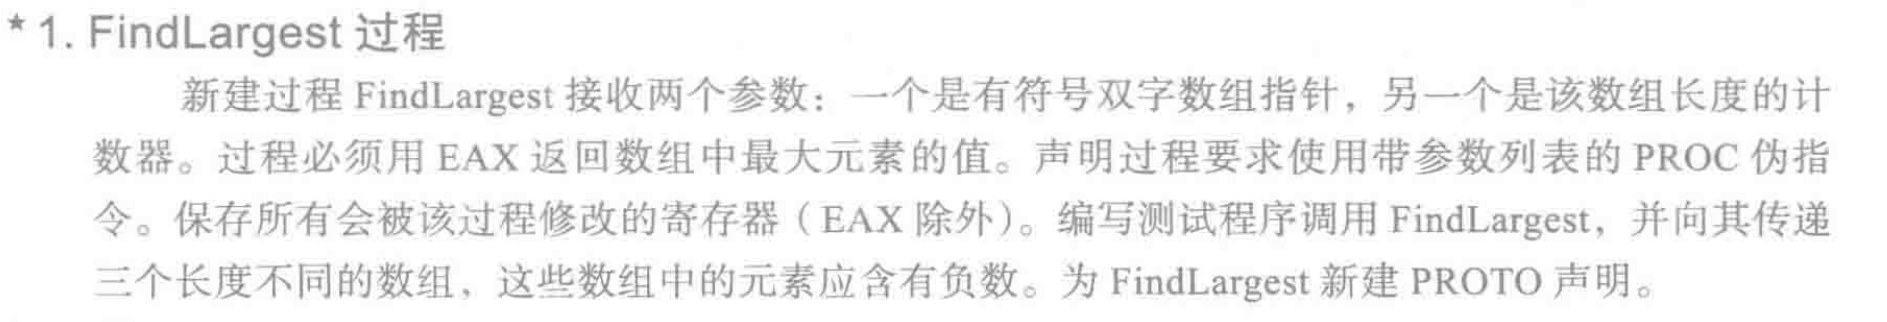 * 1. FindLargest 过程
新建过程 FindLargest 接收两个参数：一个是有符号双字数组指针，另一个是该数组长度的计
数器。过程必须用 EAX 返回数组中最大元素的值。声明过程要求使用带参数列表的 PROC 伪指
令。保存所有会被该过程修改的寄存器（EAX 除外）。编写测试程序调用 FindLargest，并向其传递
三个长度不同的数组，这些数组中的元素应含有负数。为 FindLargest 新建 PROTO 声明。